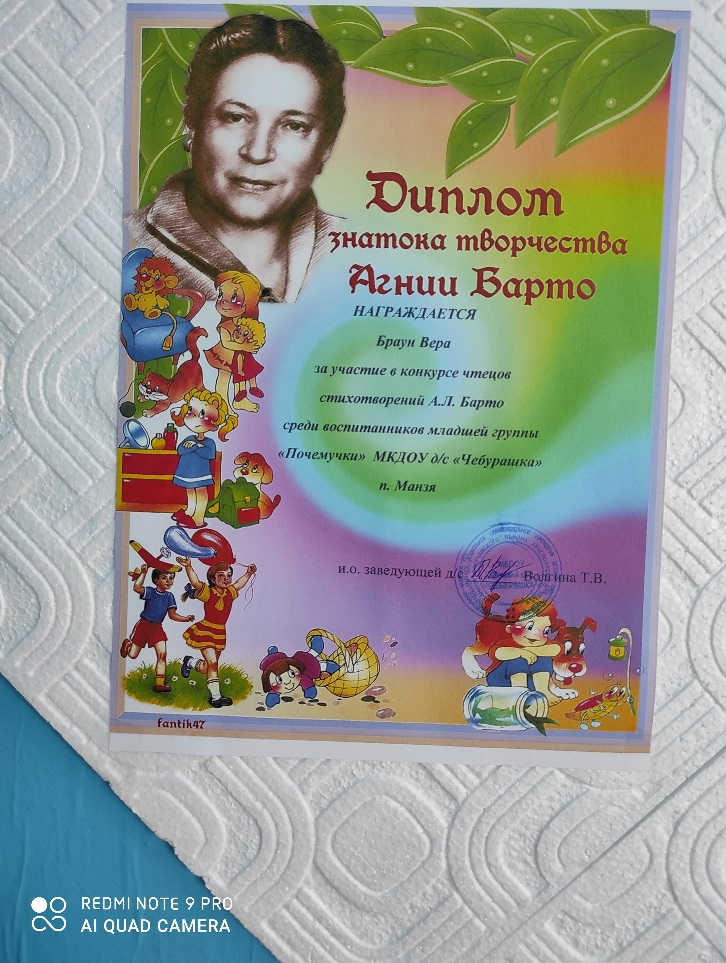 Диплом
знатока творчества
Агнии Барто
НАГРАЖДАЕТСЯ
Браун Вера
за участие в конкурсе чтецов
стихотворений А.Л. Барто
среди воспитанников младшей группы
«Почемучки» МКДОУ д/с «Чебурашка»
п. Манзя
и.о. заведующей д/с Волгина Т.В.
fantik47
REDMI NOTE 9 PRO
AI QUAD CAMERA